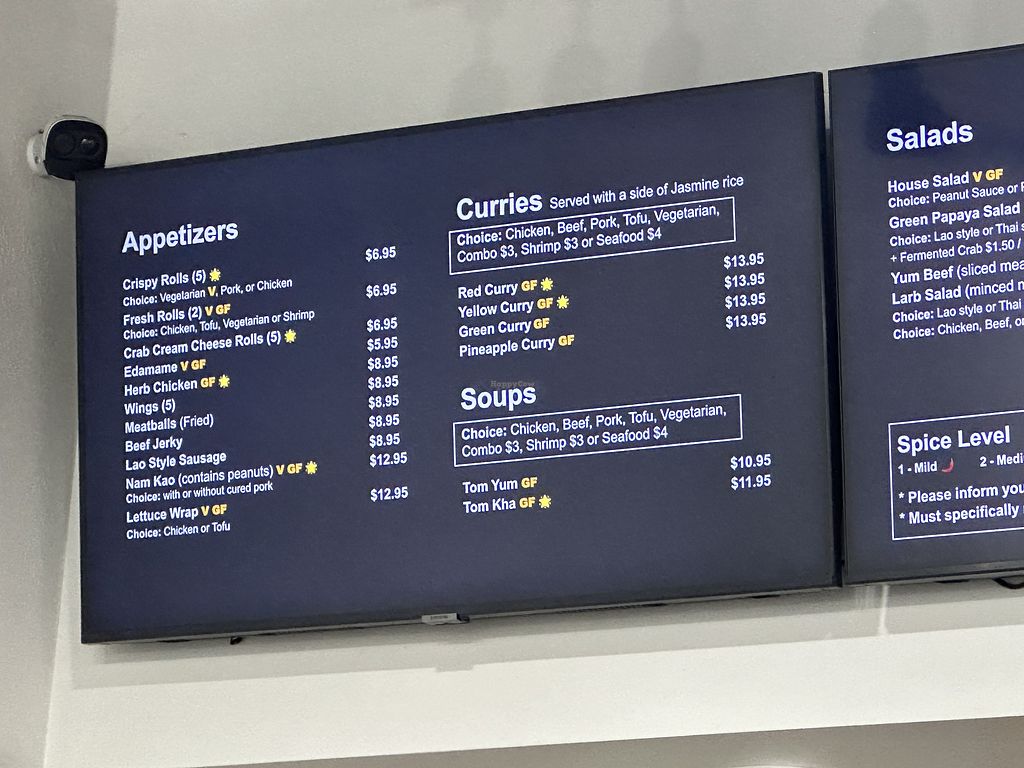 Appetizers
Crispy Rolls (5) $6.95
Choice: Vegetarian V, Pork, or Chicken
Fresh Rolls (2) V GF $6.95
Choice: Chicken, Tofu, Vegetarian or Shrimp
Crab Cream Cheese Rolls (5) $6.95
Edamame V GF $5.95
Herb Chicken GF $8.95
Wings (5) $8.95
Meatballs (Fried) $8.95
Beef Jerky $8.95
Lao Style Sausage $8.95
Nam Kao (contains peanuts) V GF $12.95
Choice: with or without cured pork
Lettuce Wrap V GF $12.95
Choice: Chicken or Tofu
Curries Served with a side of Jasmine rice
Choice: Chicken, Beef, Pork, Tofu, Vegetarian,
Combo $3, Shrimp $3 or Seafood $4
Red Curry GF $13.95
Yellow Curry GF $13.95
Green Curry GF $13.95
Pineapple Curry GF $13.95
HappyCow
Soups
Choice: Chicken, Beef, Pork, Tofu, Vegetarian,
Combo $3, Shrimp $3 or Seafood $4
Tom Yum GF $10.95
Tom Kha GF $11.95
Salads
House Salad V GF
Choice: Peanut Sauce or
Green Papaya Salad
Choice: Lao style or Thai
+ Fermented Crab $1.50 /
Yum Beef (sliced
Larb Salad (minced
Choice: Lao style or Thai
Choice: Chicken, Beef,
Spice Level
1 - Mild 2 -
* Please inform
* Must specifically